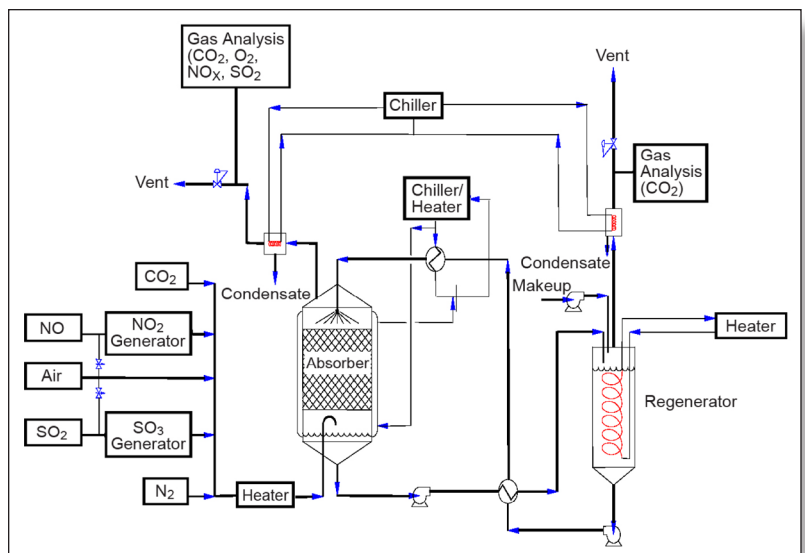 Gas Analysis
(CO₂, O₂,
NOₓ, SO₂
Vent
Chiller
Gas
Analysis
(CO₂)
Vent
Chiller/
Heater
CO₂
Condensate
Condensate
Makeup
NO
NO₂
Generator
Heater
Absorber
Air
Regenerator
SO₂
SO₃
Generator
N₂
Heater